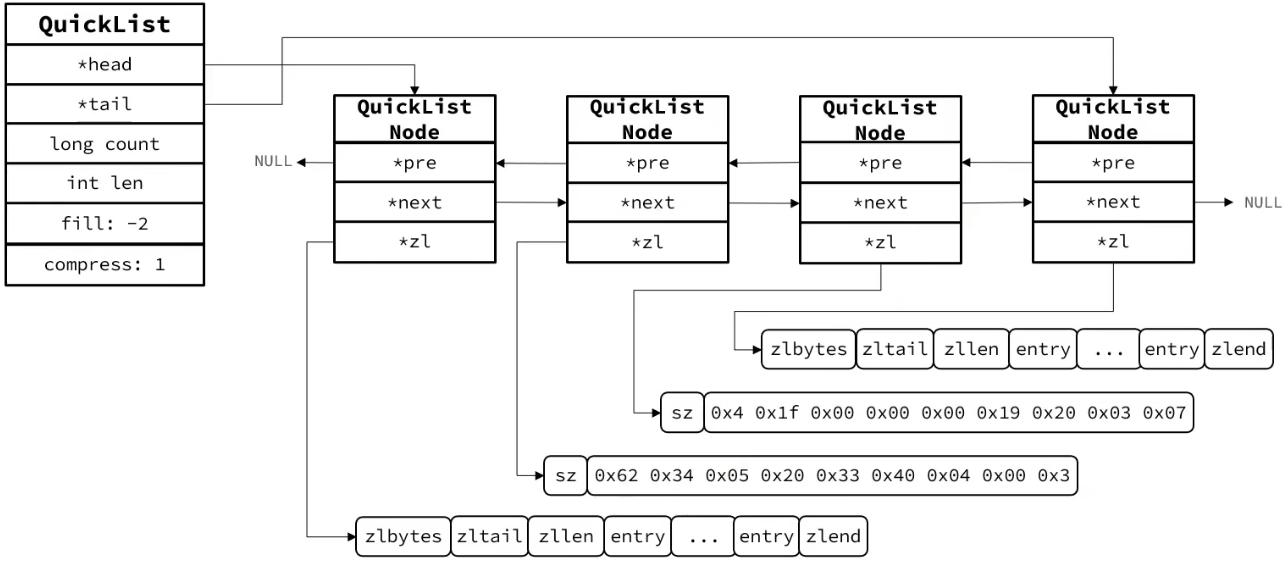 QuickList
*head
*tail
long count
int len
fill: -2
compress: 1
QuickList
Node
*pre
*next
*zl
QuickList
Node
*pre
*next
*zl
QuickList
Node
*pre
*next
*zl
QuickList
Node
*pre
*next
*zl
NULL
NULL
zlbytes zltail zllen entry ... entry zlend
sz 0x4 0x1f 0x00 0x00 0x00 0x19 0x20 0x03 0x07
sz 0x62 0x34 0x05 0x20 0x33 0x40 0x04 0x00 0x3
zlbytes zltail zllen entry ... entry zlend